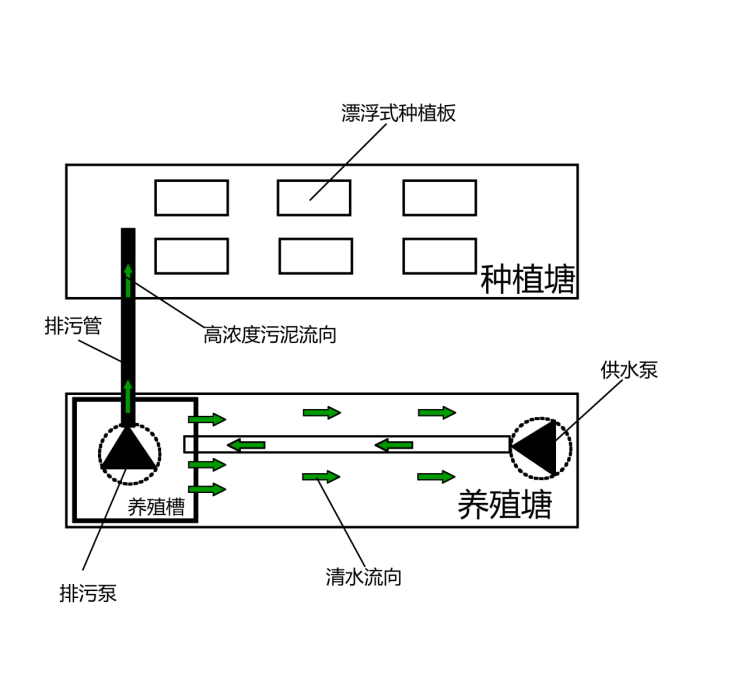 漂浮式种植板
种植塘
排污管
高浓度污泥流向
供水泵
养殖槽
养殖塘
清水流向
排污泵